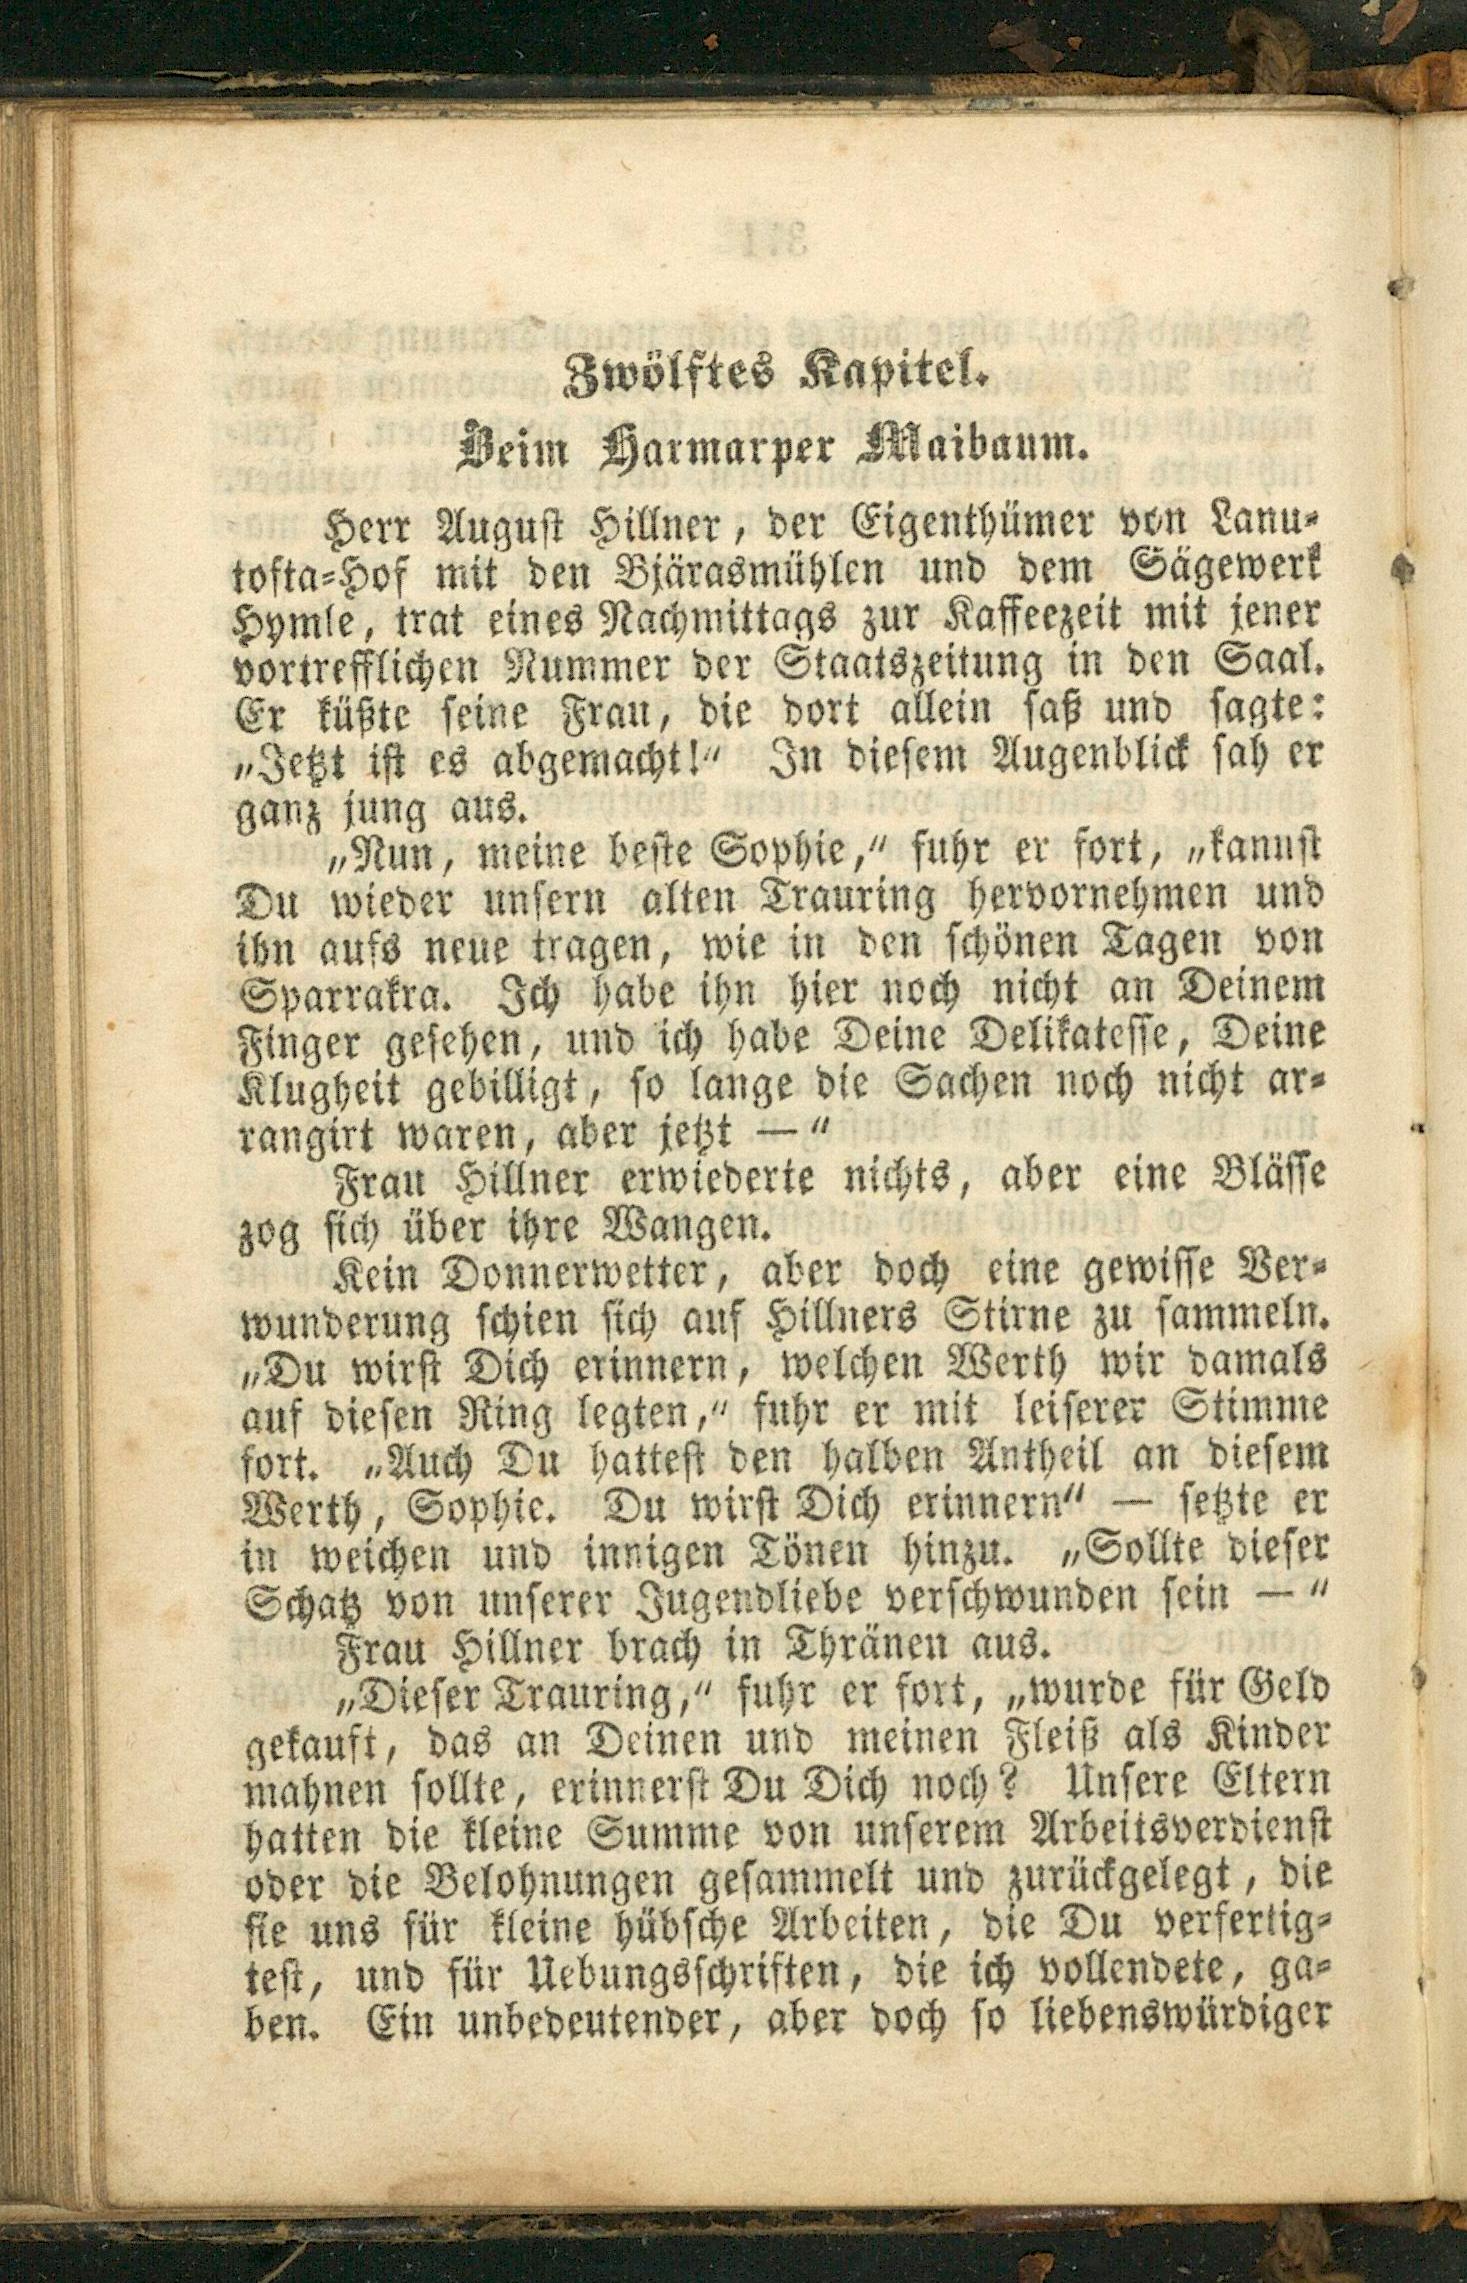 Zwölftes Kapitel.
Beim Harmarper Maibaum.
Herr August Hillner, der Eigenthümer von Lanu-
tofta-Hof mit den Bjärasmühlen und dem Sägewerk
Hymle, trat eines Nachmittags zur Kaffeezeit mit jener
vortrefflichen Nummer der Staatszeitung in den Saal.
Er küßte seine Frau, die dort allein saß und sagte:
„Jetzt ist es abgemacht!“ In diesem Augenblick sah er
ganz jung aus.
„Nun, meine beste Sophie,“ fuhr er fort, „kannst
Du wieder unsern alten Trauring hervornehmen und
ihn aufs neue tragen, wie in den schönen Tagen von
Sparrakra. Ich habe ihn hier noch nicht an Deinem
Finger gesehen, und ich habe Deine Delikatesse, Deine
Klugheit gebilligt, so lange die Sachen noch nicht ar-
rangirt waren, aber jetzt —“
Frau Hillner erwiederte nichts, aber eine Blässe
zog sich über ihre Wangen.
Kein Donnerwetter, aber doch eine gewisse Ver-
wunderung schien sich auf Hillners Stirne zu sammeln.
„Du wirst Dich erinnern, welchen Werth wir damals
auf diesen Ring legten,“ fuhr er mit leiserer Stimme
fort. „Auch Du hattest den halben Antheil an diesem
Werth, Sophie. Du wirst Dich erinnern“ — setzte er
in weichen und innigen Tönen hinzu. „Sollte dieser
Schatz von unserer Jugendliebe verschwunden sein —“
Frau Hillner brach in Thränen aus.
„Dieser Trauring,“ fuhr er fort, „wurde für Geld
gekauft, das an Deinen und meinen Fleiß als Kinder
mahnen sollte, erinnerst Du Dich noch? Unsere Eltern
hatten die kleine Summe von unserem Arbeitsverdienst
oder die Belohnungen gesammelt und zurückgelegt, die
sie uns für kleine hübsche Arbeiten, die Du verfertig-
test, und für Uebungsschriften, die ich vollendete, ga-
ben. Ein unbedeutender, aber doch so liebenswürdiger